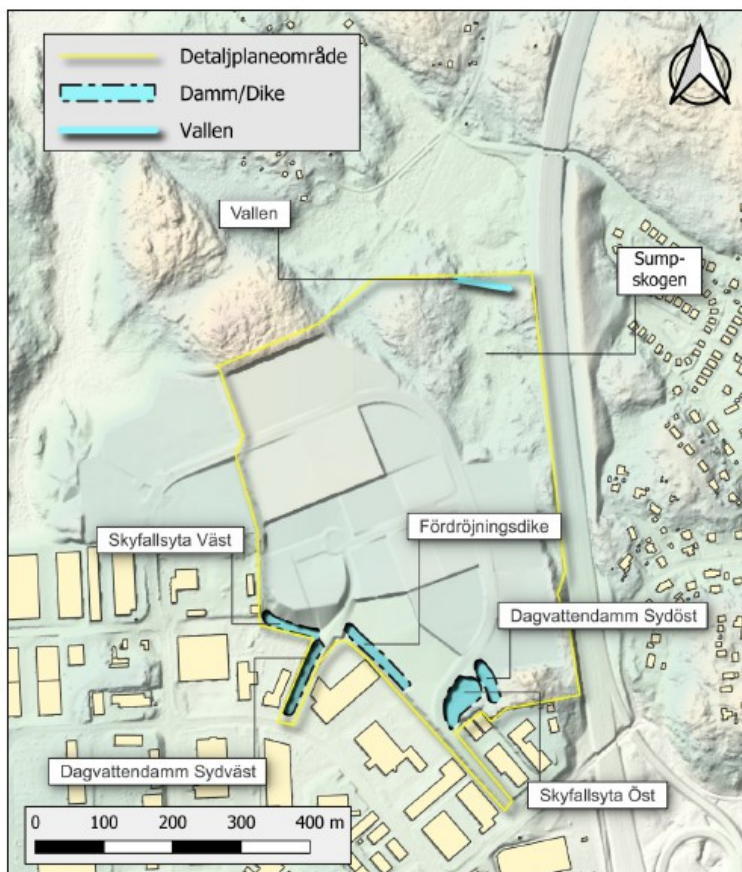 Detaljplaneområde
Damm/Dike
Vallen
Vallen
Sump-
skogen
Skyfallsyta Väst
Fördröjningsdike
Dagvattendamm Sydöst
Dagvattendamm Sydväst
Skyfallsyta Öst
0 100 200 300 400 m